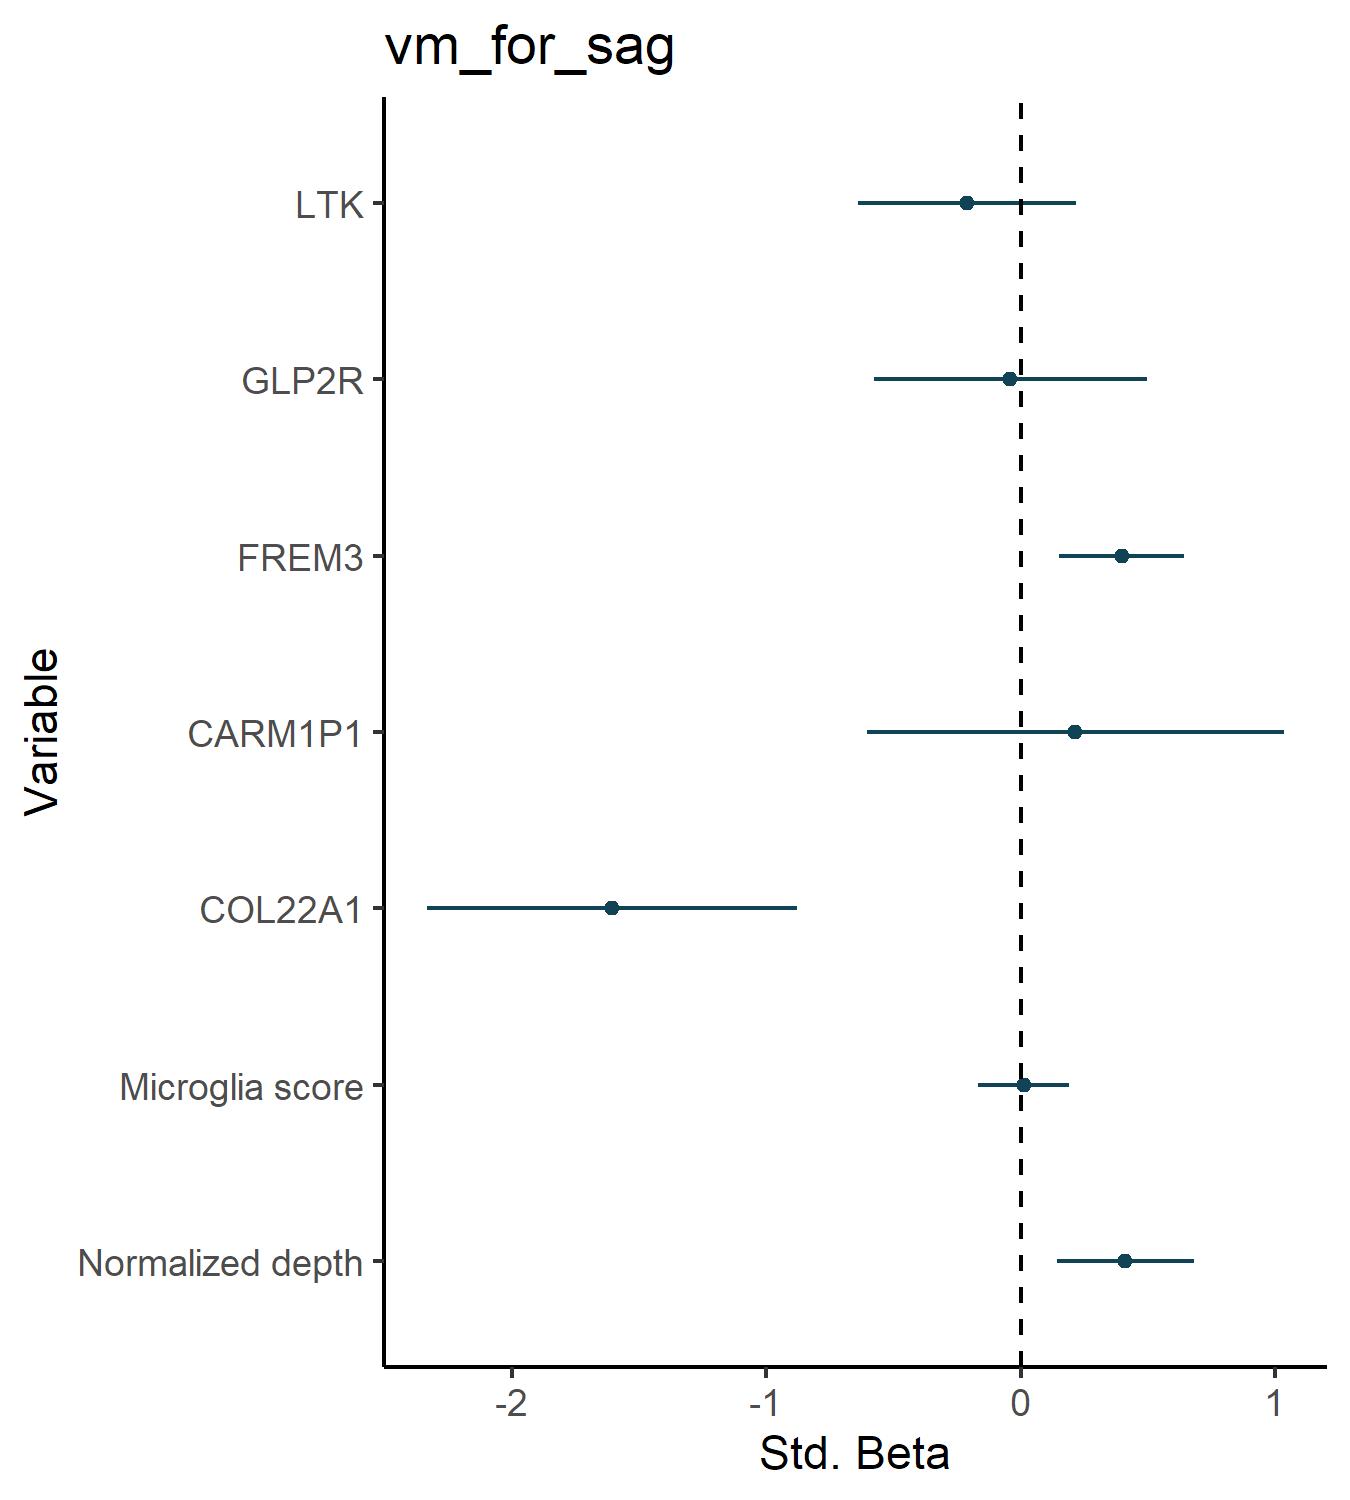 vm_for_sag
LTK
GLP2R
FREM3
CARM1P1
COL22A1
Microglia score
Normalized depth
Variable
-2
-1
0
1
Std. Beta